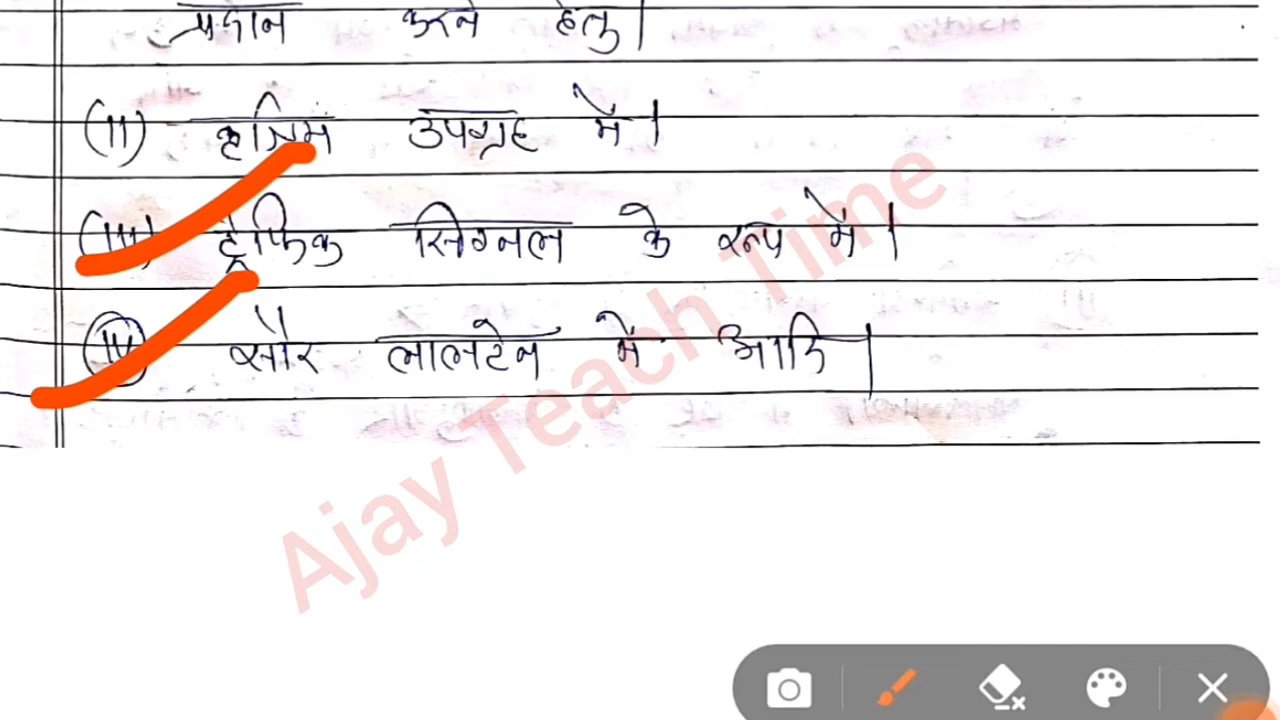 प्रदान करने हेतु।
(ii) कृत्रिम उपग्रह में।
(iii) ट्रैफिक सिग्नल के रूप में।
(iv) सौर लालटेन में आदि।
Ajay Teach Time